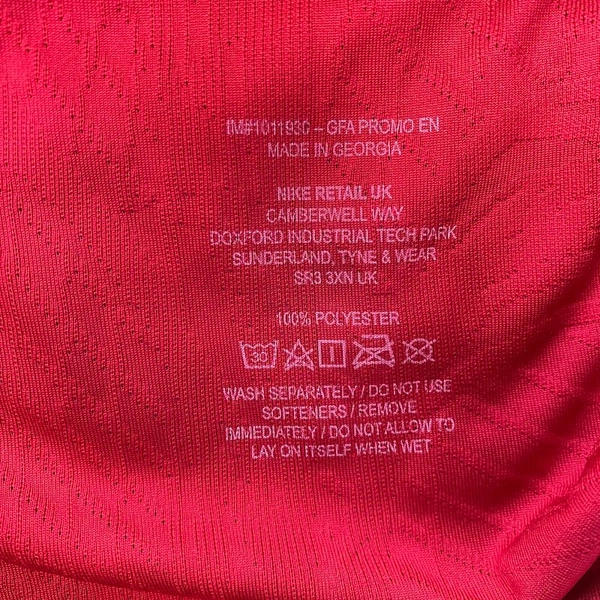 IM#1011930 – GFA PROMO EN
MADE IN GEORGIA
NIKE RETAIL UK
CAMBERWELL WAY
DOXFORD INDUSTRIAL TECH PARK
SUNDERLAND, TYNE & WEAR
SR3 3XN UK
100% POLYESTER
30
WASH SEPARATELY / DO NOT USE
SOFTENERS / REMOVE
IMMEDIATELY / DO NOT ALLOW TO
LAY ON ITSELF WHEN WET